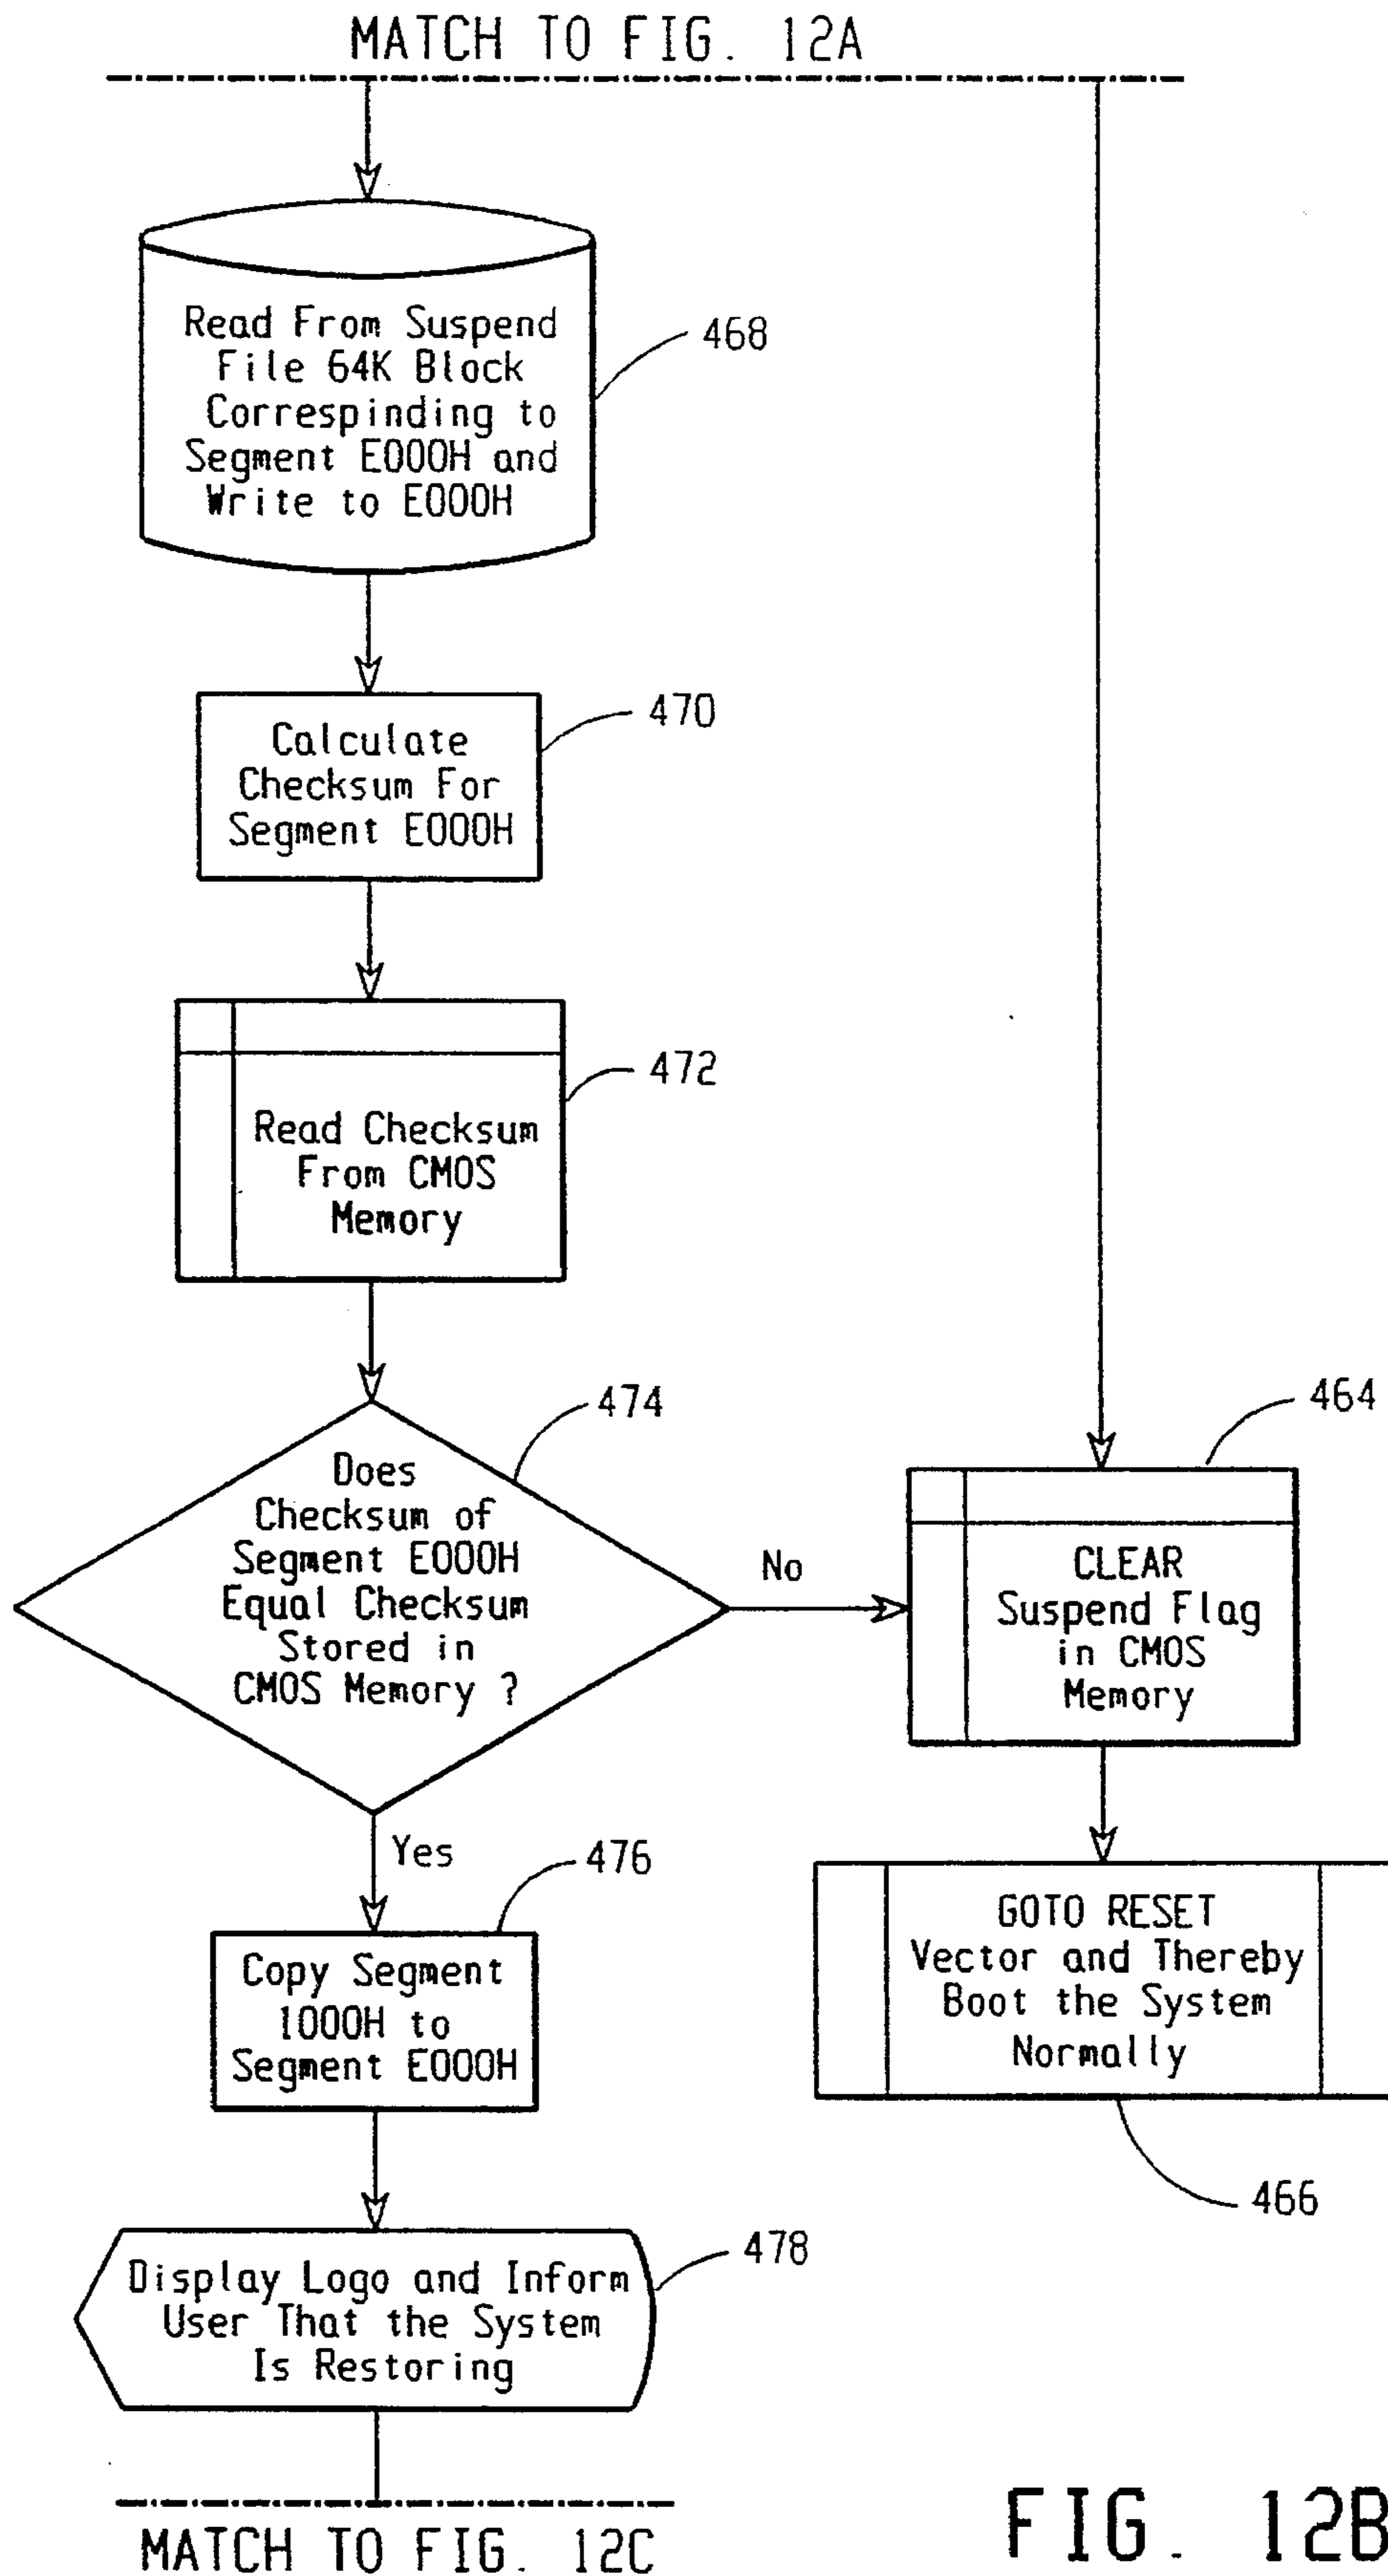 MATCH TO FIG. 12A
Read From Suspend
File 64K Block
Correspinding to
Segment E000H and
Write to E000H
468
Calculate
Checksum For
Segment E000H
470
Read Checksum
From CMOS
Memory
472
Does
Checksum of
Segment E000H
Equal Checksum
Stored in
CMOS Memory ?
474
No
CLEAR
Suspend Flag
in CMOS
Memory
464
Yes
Copy Segment
1000H to
Segment E000H
476
GOTO RESET
Vector and Thereby
Boot the System
Normally
466
Display Logo and Inform
User That the System
Is Restoring
478
MATCH TO FIG. 12C
FIG. 12B